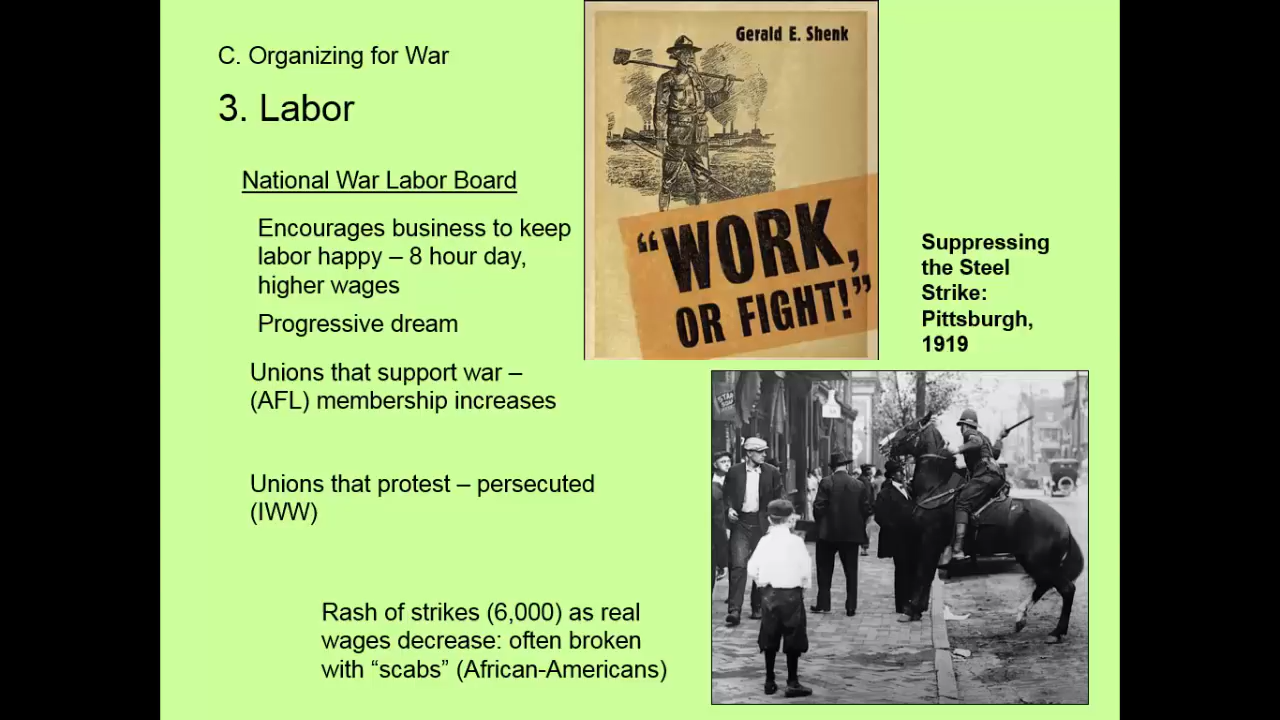 C. Organizing for War
3. Labor
National War Labor Board
Encourages business to keep
labor happy – 8 hour day,
higher wages
Progressive dream
Unions that support war –
(AFL) membership increases
Unions that protest – persecuted
(IWW)
Rash of strikes (6,000) as real
wages decrease: often broken
with “scabs” (African-Americans)
Gerald E. Shenk
“WORK,
OR FIGHT!”
Suppressing
the Steel
Strike:
Pittsburgh,
1919